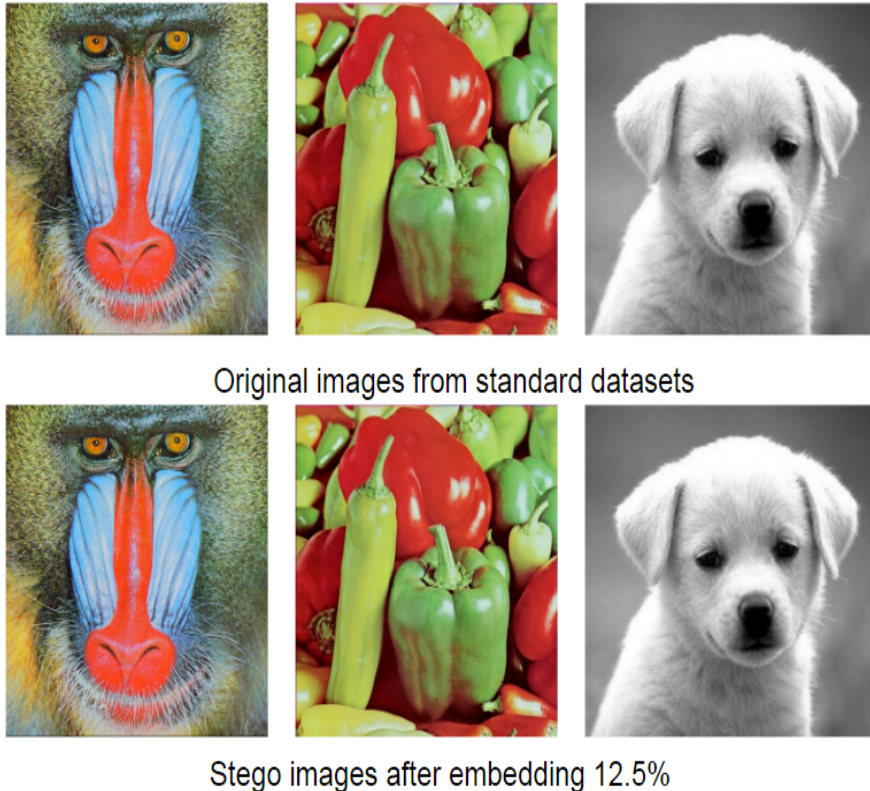 Original images from standard datasets
Stego images after embedding 12.5%